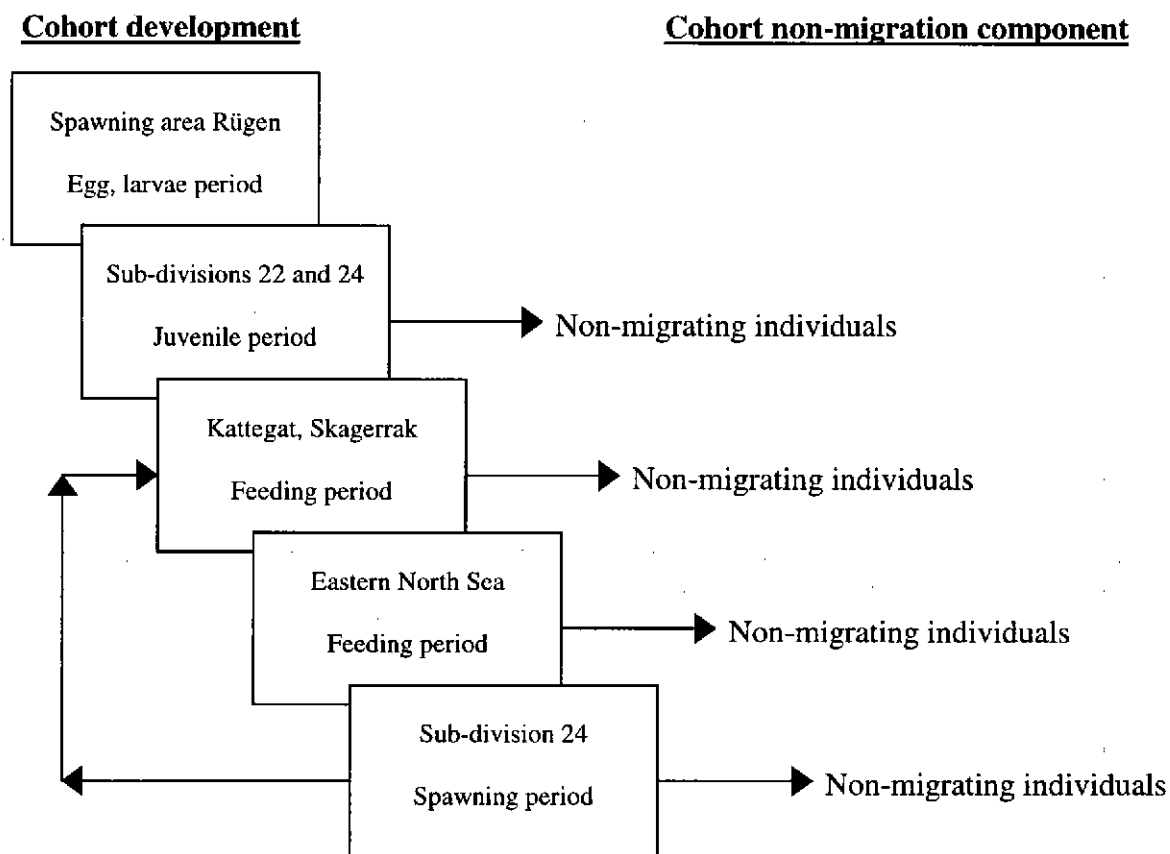 Cohort development
Cohort non-migration component
Spawning area Rügen
Egg, larvae period
Sub-divisions 22 and 24
Juvenile period
Non-migrating individuals
Kattegat, Skagerrak
Feeding period
Non-migrating individuals
Eastern North Sea
Feeding period
Non-migrating individuals
Sub-division 24
Spawning period
Non-migrating individuals